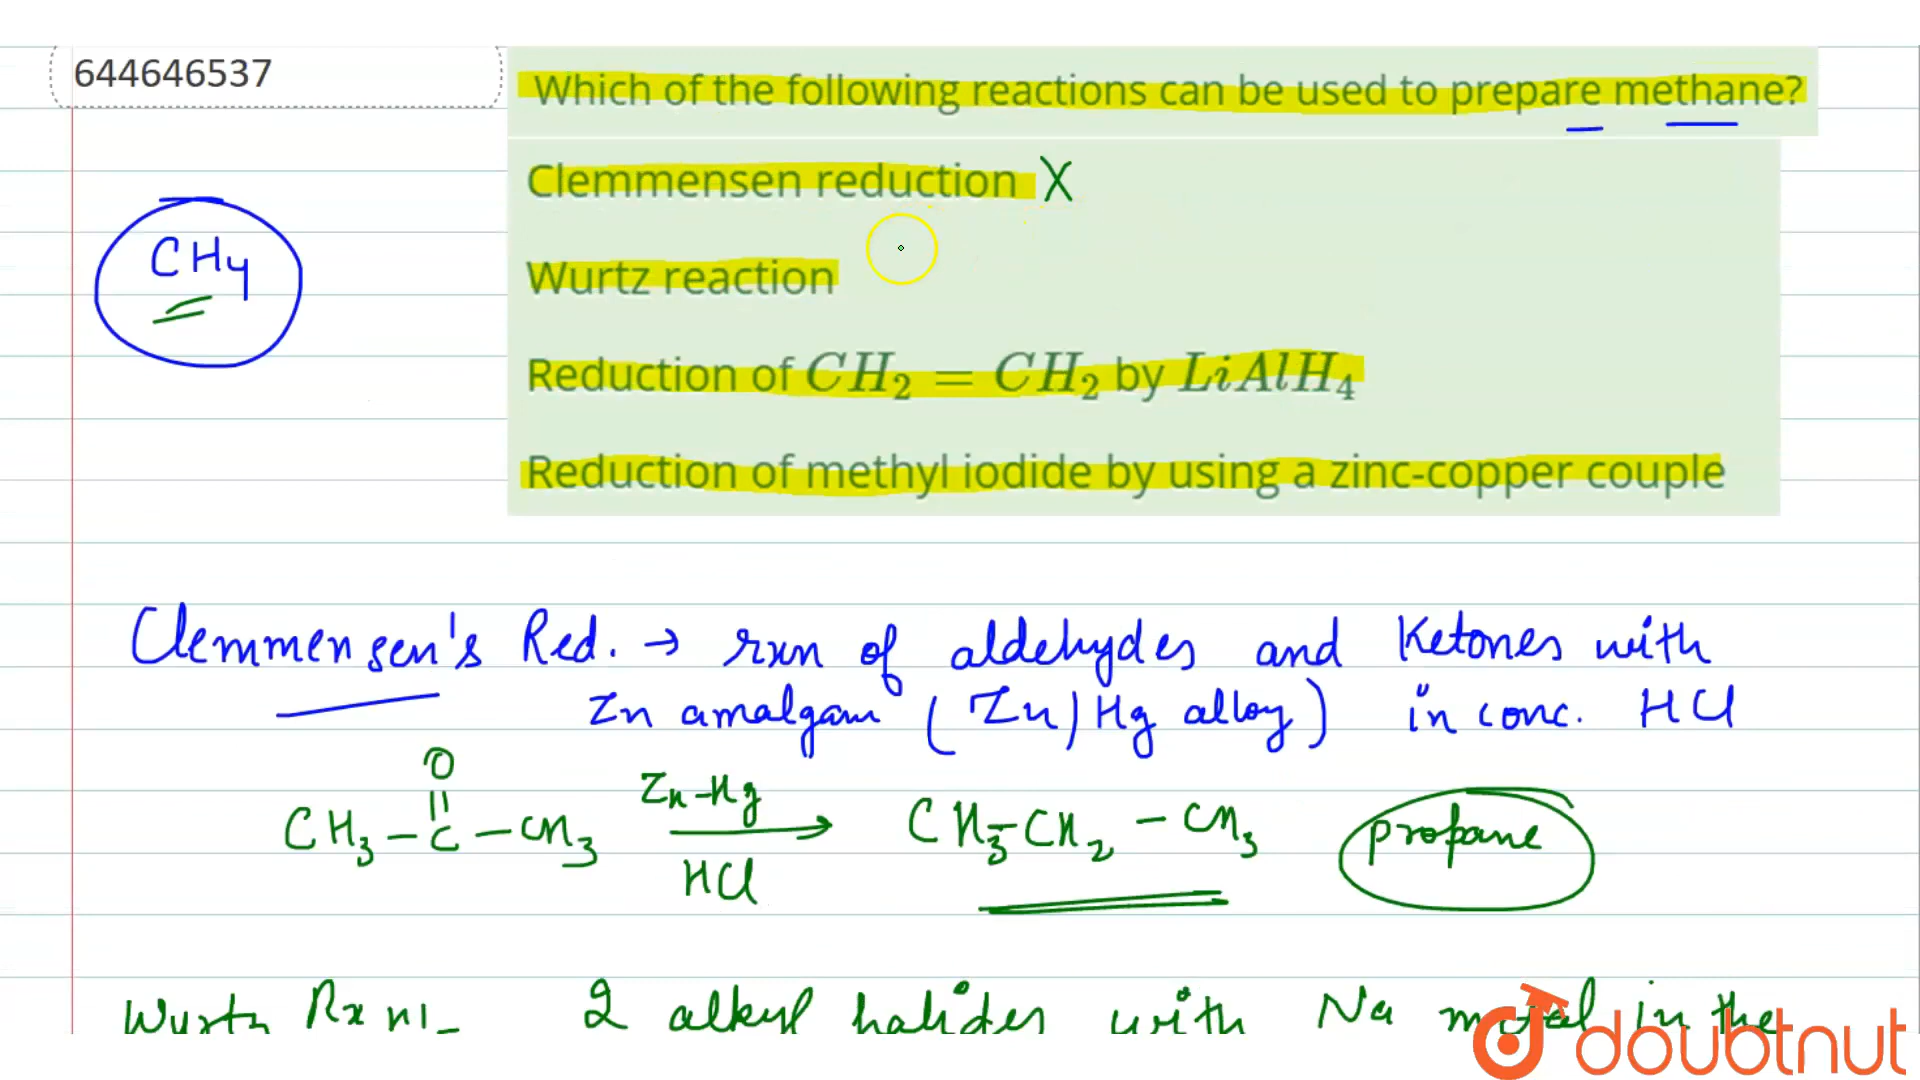 644646537
Which of the following reactions can be used to prepare methane?
Clemmensen reduction X
CH4
Wurtz reaction
Reduction of CH₂ = CH₂ by LiAlH₄
Reduction of methyl iodide by using a zinc-copper couple
Clemmensen's Red. → rxn of aldehydes and Ketones with
Zn amalgam (Zn/Hg alloy) in conc. HCl
O
CH3 – C – CH3 Zn-Hg CH3–CH2 – CH3 propane
HCl
Wurtz Rxn:- 2 alkyl halides with Na metal in the
doubtnut